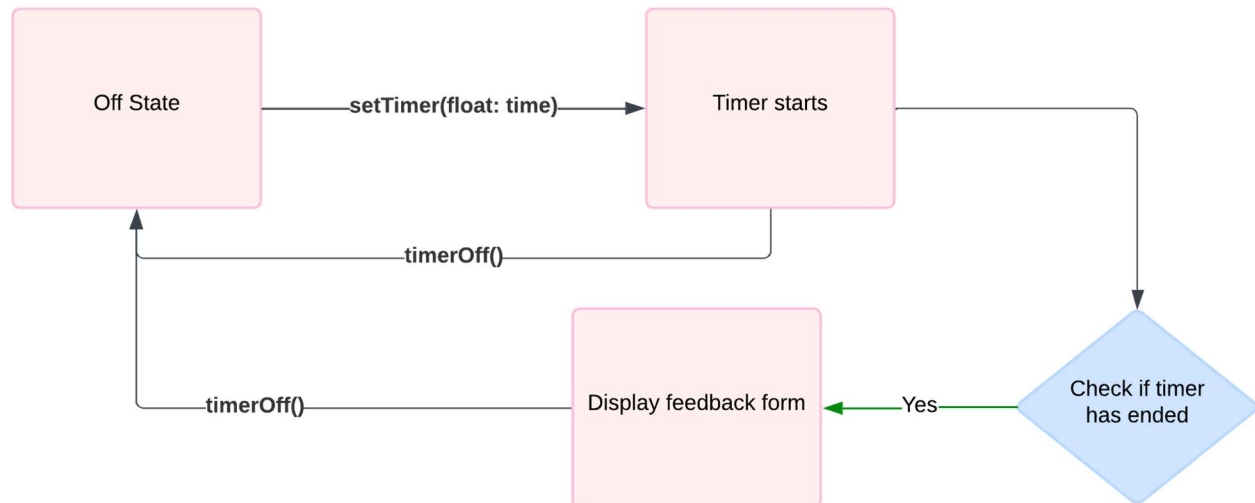 Off State
setTimer(float: time)
Timer starts
timerOff()
Display feedback form
Yes
Check if timer
has ended
timerOff()